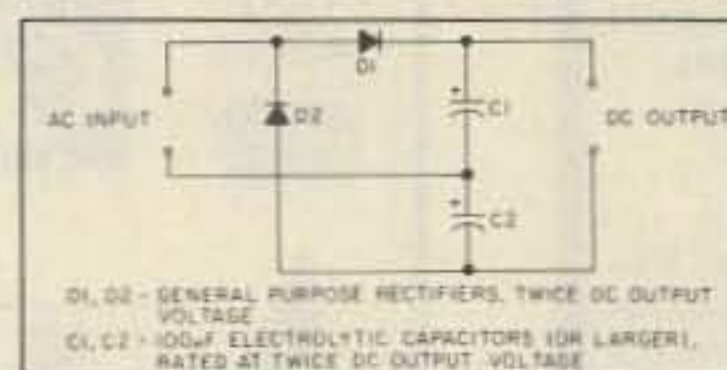 D1
AC INPUT
D2
C1
DC OUTPUT
C2
D1, D2 - GENERAL PURPOSE RECTIFIERS, TWICE DC OUTPUT
VOLTAGE
C1, C2 - 100µF ELECTROLYTIC CAPACITORS (OR LARGER),
RATED AT TWICE DC OUTPUT VOLTAGE